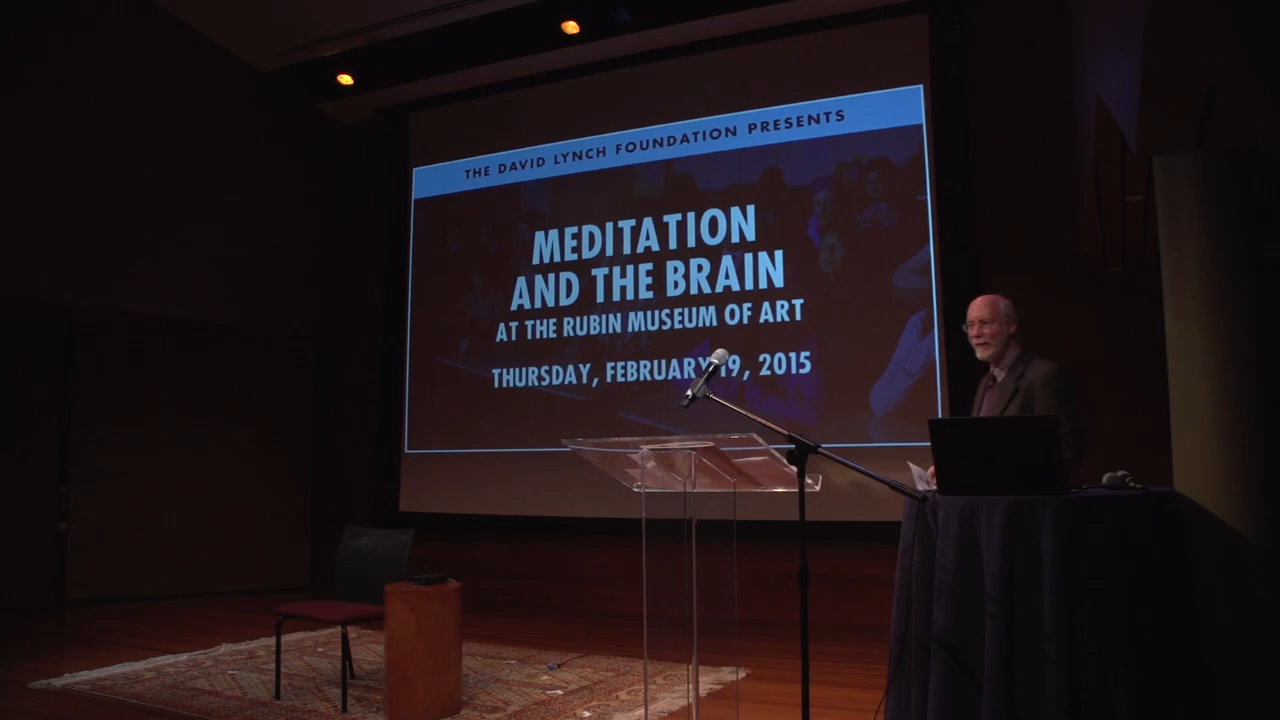 THE DAVID LYNCH FOUNDATION PRESENTS
MEDITATION
AND THE BRAIN
AT THE RUBIN MUSEUM OF ART
THURSDAY, FEBRUARY 19, 2015